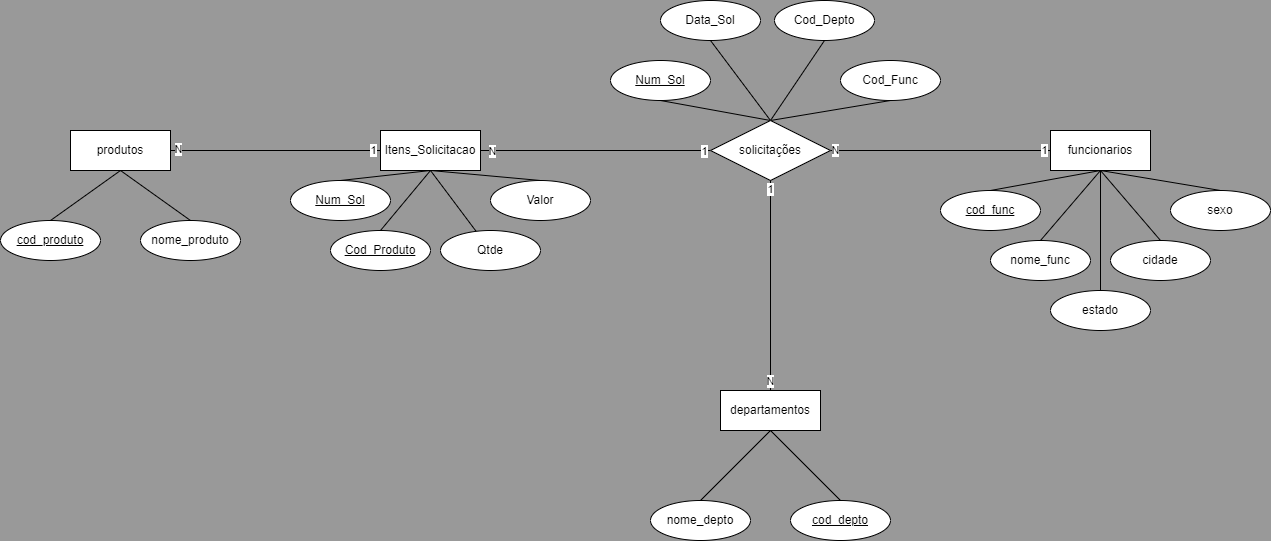 Data_Sol
Cod_Depto
Num_Sol
Cod_Func
produtos
N
1
Itens_Solicitacao
N
1
solicitações
N
1
funcionarios
1
Num_Sol
Valor
cod_func
sexo
cod_produto
nome_produto
Cod_Produto
Qtde
nome_func
cidade
estado
N
departamentos
nome_depto
cod_depto